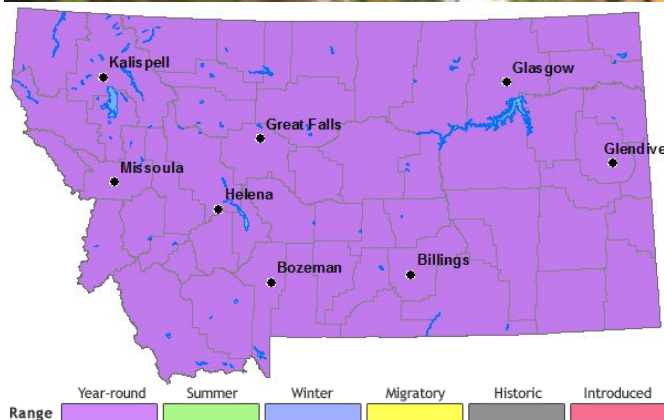 Kalispell
Glasgow
Great Falls
Glendive
Missoula
Helena
Billings
Bozeman
Year-round Summer Winter Migratory Historic Introduced
Range